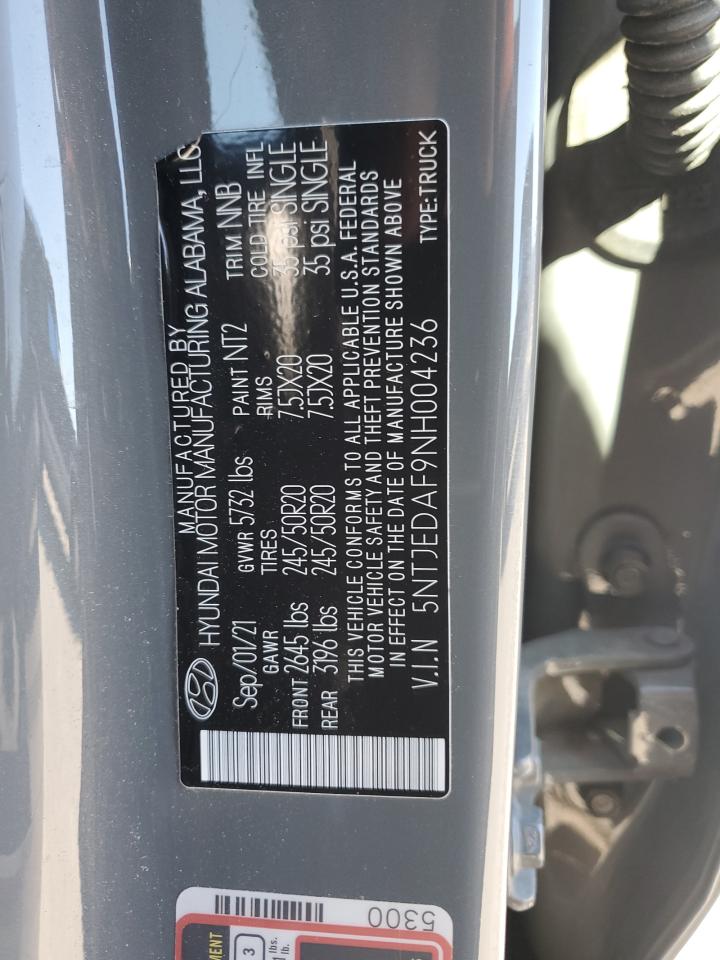 MANUFACTURED BY
HYUNDAI MOTOR MANUFACTURING ALABAMA, LLC
Sep/01/21 GVWR 5732 lbs PAINT NT2 TRIM NNB
GAWR TIRES RIMS COLD TIRE INFL
FRONT 2645 lbs 245/50R20 7.5JX20 35 psi SINGLE
REAR 3196 lbs 245/50R20 7.5JX20 35 psi SINGLE
THIS VEHICLE CONFORMS TO ALL APPLICABLE U.S.A. FEDERAL
MOTOR VEHICLE SAFETY AND THEFT PREVENTION STANDARDS
IN EFFECT ON THE DATE OF MANUFACTURE SHOWN ABOVE
V.I.N 5NTJEDAF9NH004236 TYPE:TRUCK
5300
3
lbs.
lb.